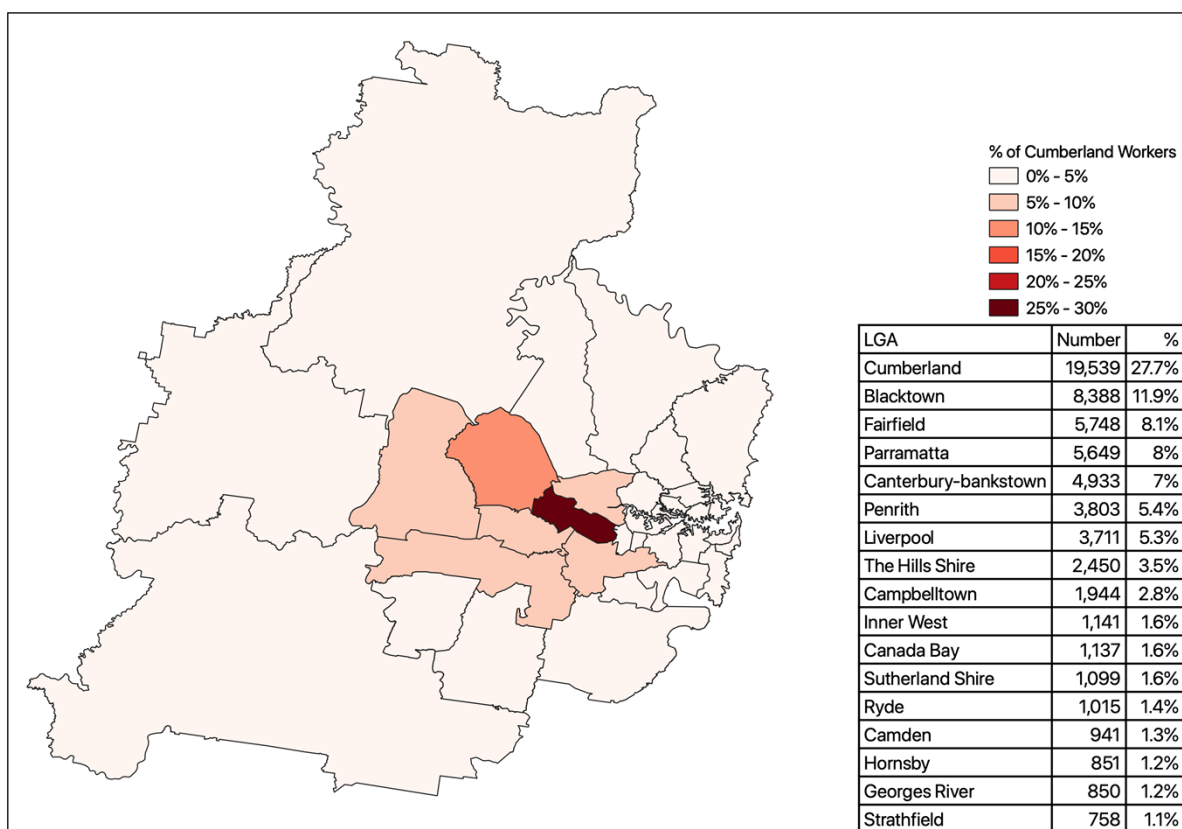 % of Cumberland Workers
0% - 5%
5% - 10%
10% - 15%
15% - 20%
20% - 25%
25% - 30%
LGA Number %
Cumberland 19,539 27.7%
Blacktown 8,388 11.9%
Fairfield 5,748 8.1%
Parramatta 5,649 8%
Canterbury-bankstown 4,933 7%
Penrith 3,803 5.4%
Liverpool 3,711 5.3%
The Hills Shire 2,450 3.5%
Campbelltown 1,944 2.8%
Inner West 1,141 1.6%
Canada Bay 1,137 1.6%
Sutherland Shire 1,099 1.6%
Ryde 1,015 1.4%
Camden 941 1.3%
Hornsby 851 1.2%
Georges River 850 1.2%
Strathfield 758 1.1%